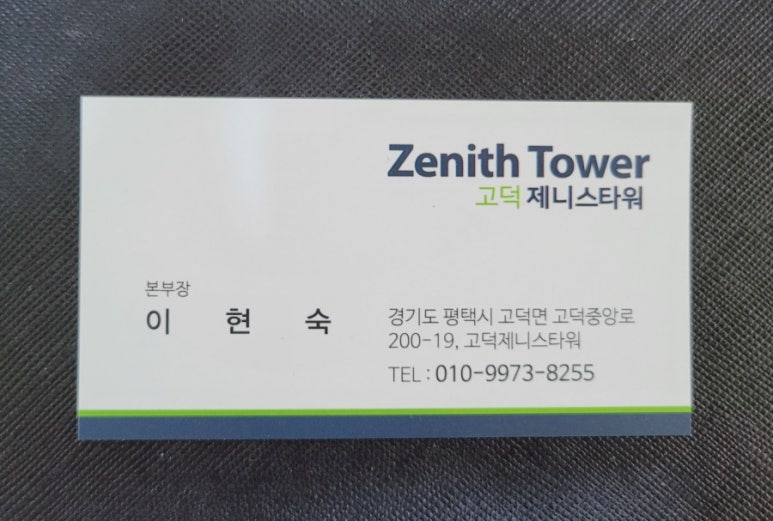 Zenith Tower
고덕 제니스타워
본부장
이 현 숙
경기도 평택시 고덕면 고덕중앙로
200-19, 고덕제니스타워
TEL : 010-9973-8255